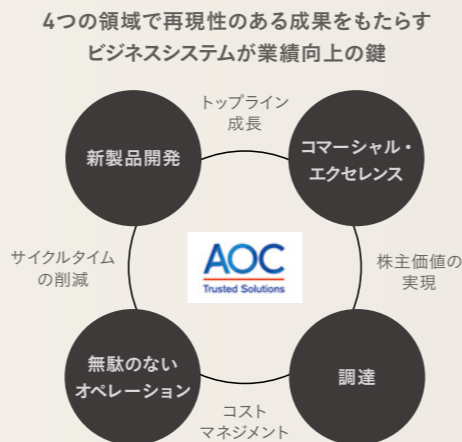 4つの領域で再現性のある成果をもたらす
ビジネスシステムが業績向上の鍵
トップライン
成長
新製品開発
コマーシャル・
エクセレンス
サイクルタイム
の削減
AOC
Trusted Solutions
株主価値の
実現
無駄のない
オペレーション
調達
コスト
マネジメント